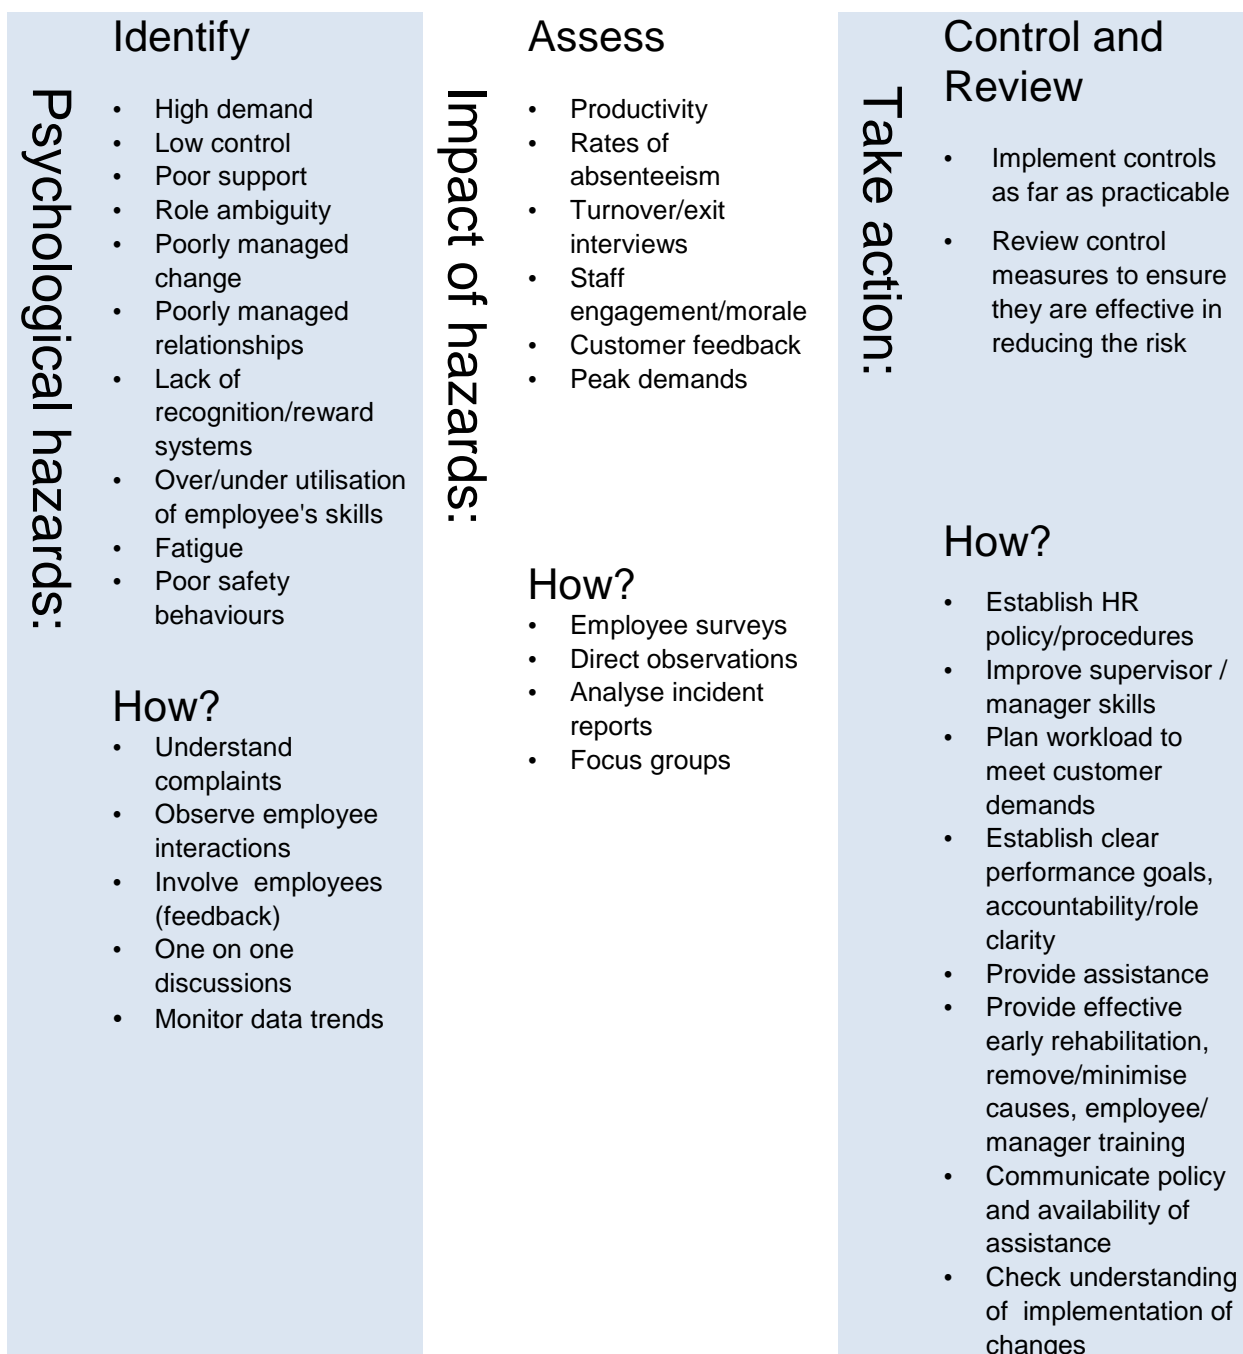 Psychological hazards:
Identify
• High demand
• Low control
• Poor support
• Role ambiguity
• Poorly managed
change
• Poorly managed
relationships
• Lack of
recognition/reward
systems
• Over/under utilisation
of employee's skills
• Fatigue
• Poor safety
behaviours
How?
• Understand
complaints
• Observe employee
interactions
• Involve employees
(feedback)
• One on one
discussions
• Monitor data trends
Impact of hazards:
Assess
• Productivity
• Rates of
absenteeism
• Turnover/exit
interviews
• Staff
engagement/morale
• Customer feedback
• Peak demands
How?
• Employee surveys
• Direct observations
• Analyse incident
reports
• Focus groups
Take action:
Control and
Review
• Implement controls
as far as practicable
• Review control
measures to ensure
they are effective in
reducing the risk
How?
• Establish HR
policy/procedures
• Improve supervisor /
manager skills
• Plan workload to
meet customer
demands
• Establish clear
performance goals,
accountability/role
clarity
• Provide assistance
• Provide effective
early rehabilitation,
remove/minimise
causes, employee/
manager training
• Communicate policy
and availability of
assistance
• Check understanding
of implementation of
changes